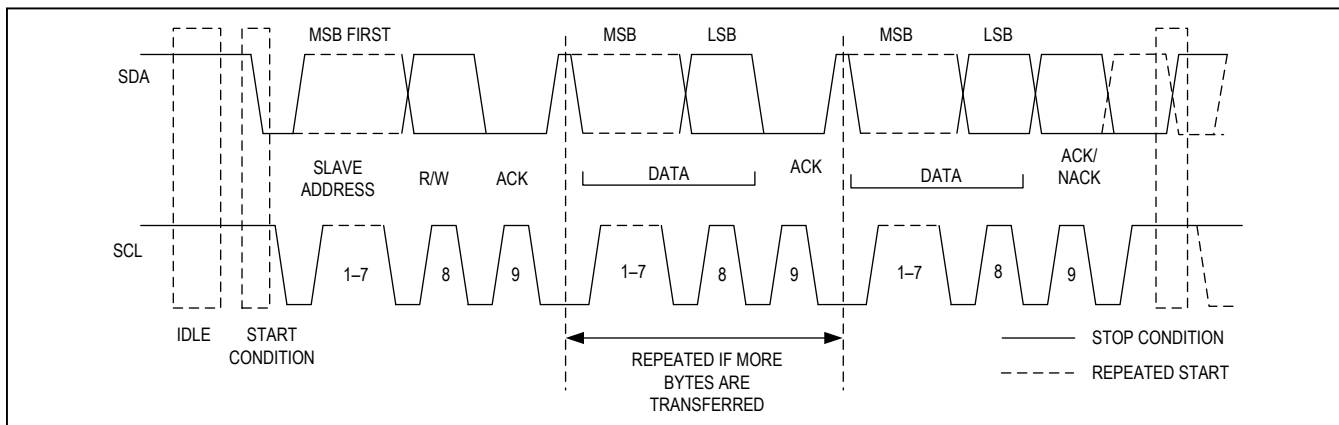 MSB FIRST
MSB
LSB
MSB
LSB
SDA
SLAVE
ADDRESS
R/W
ACK
DATA
ACK
DATA
ACK/
NACK
SCL
1–7
8
9
1–7
8
9
1–7
8
9
IDLE
START
CONDITION
REPEATED IF MORE
BYTES ARE
TRANSFERRED
STOP CONDITION
REPEATED START